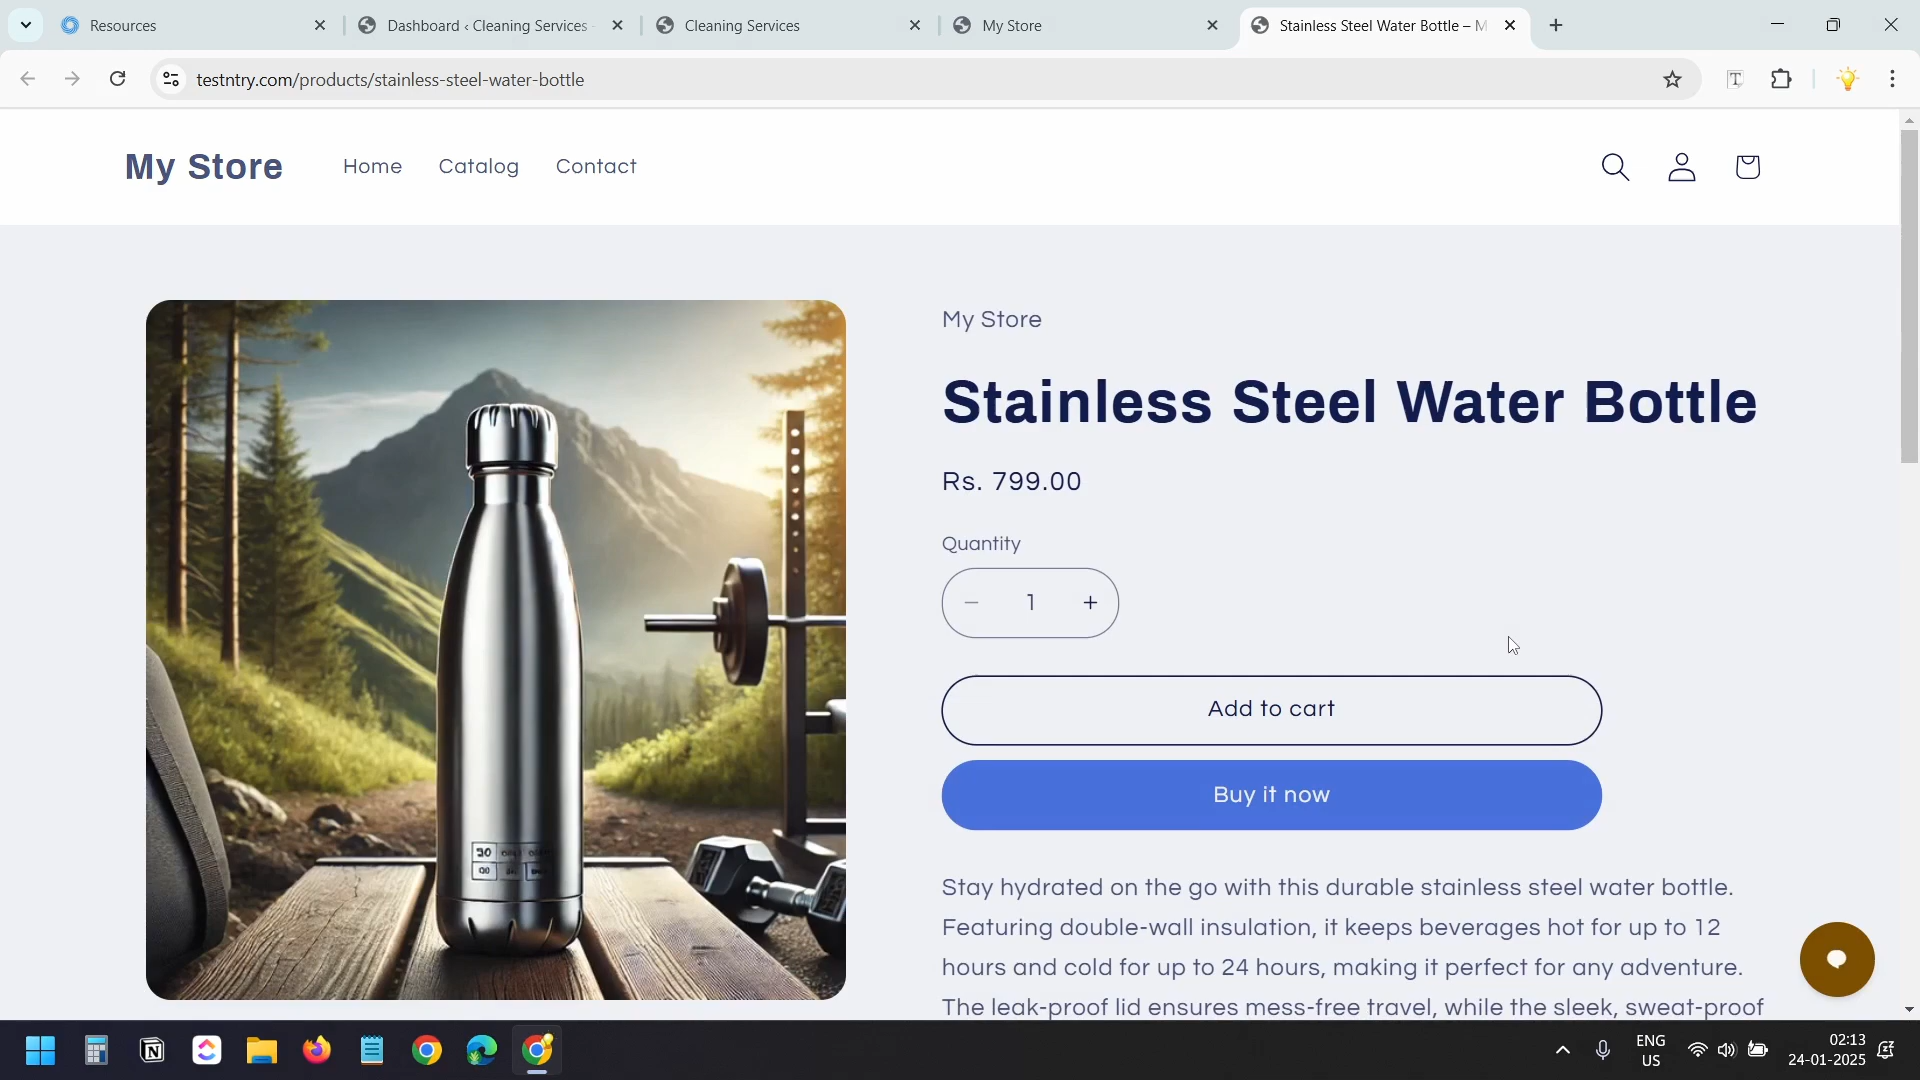 Resources
Dashboard ‹ Cleaning Services
Cleaning Services
My Store
Stainless Steel Water Bottle – M
testntry.com/products/stainless-steel-water-bottle
My Store
Home
Catalog
Contact
My Store
Stainless Steel Water Bottle
Rs. 799.00
Quantity
1
Add to cart
Buy it now
Stay hydrated on the go with this durable stainless steel water bottle.
Featuring double-wall insulation, it keeps beverages hot for up to 12
hours and cold for up to 24 hours, making it perfect for any adventure.
The leak-proof lid ensures mess-free travel, while the sleek, sweat-proof
ENG
US
02:13
24-01-2025